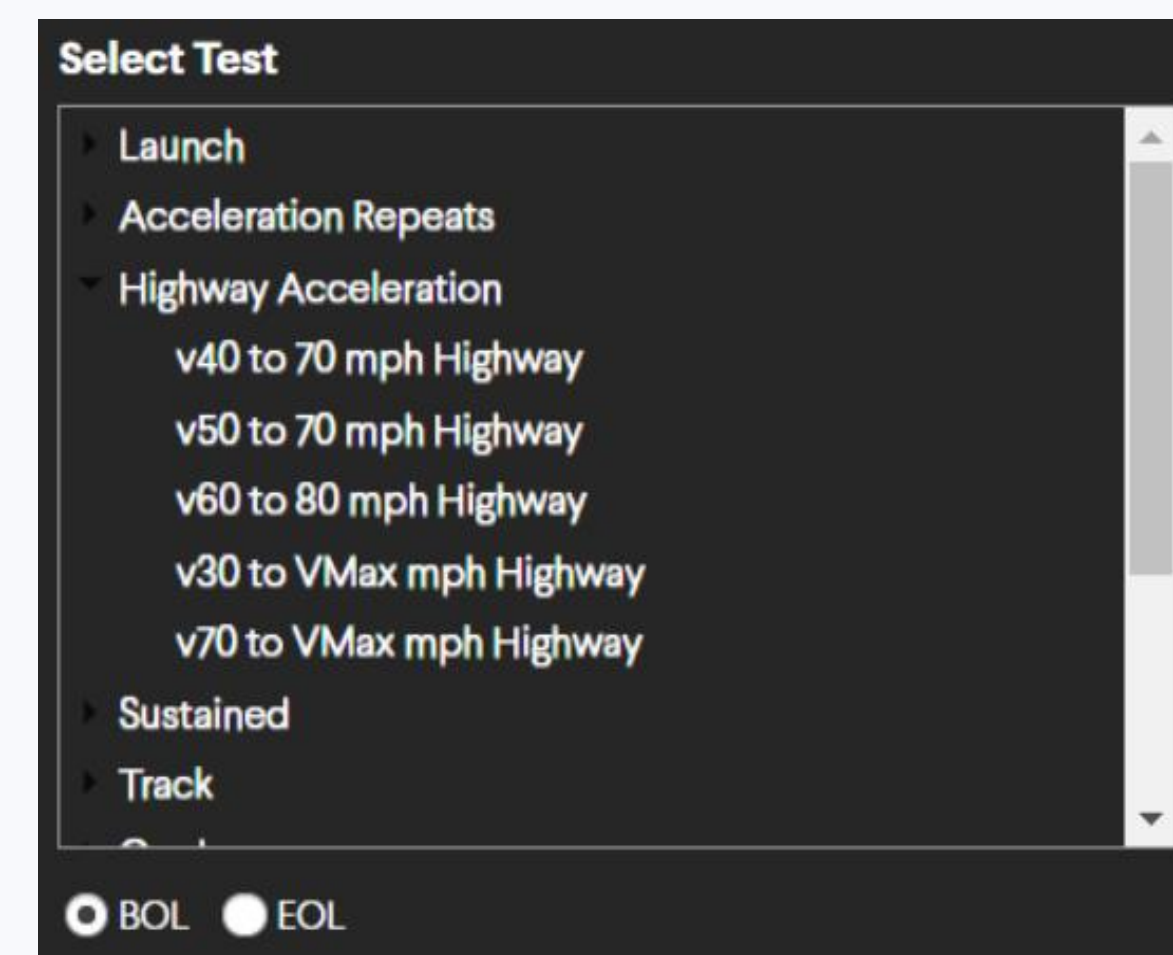 Select Test
Launch
Acceleration Repeats
Highway Acceleration
v40 to 70 mph Highway
v50 to 70 mph Highway
v60 to 80 mph Highway
v30 to VMax mph Highway
v70 to VMax mph Highway
Sustained
Track
BOL EOL